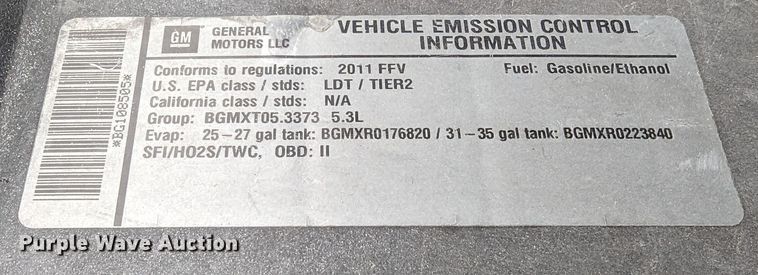 GM
GENERAL MOTORS LLC
VEHICLE EMISSION CONTROL INFORMATION
Conforms to regulations: 2011 FFV Fuel: Gasoline/Ethanol
U.S. EPA class / stds: LDT / TIER2
California class / stds: N/A
Group: BGMXT05.3373 5.3L
Evap: 25-27 gal tank: BGMXR0176820 / 31-35 gal tank: BGMXR0223840
SFI/HO2S/TWC, OBD: II
*BG108505*
Purple Wave Auction